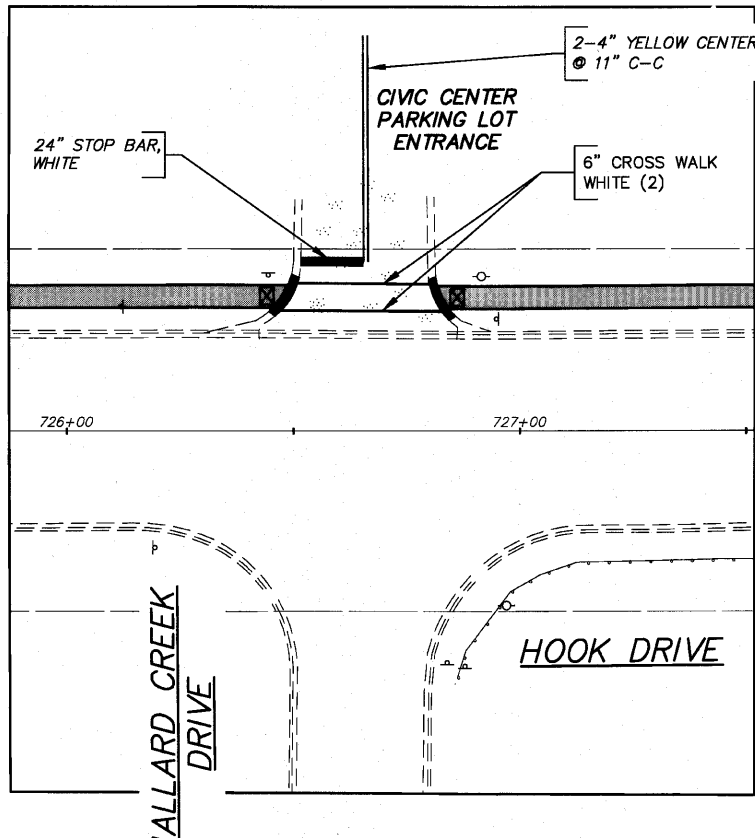 2-4" YELLOW CENTER
@ 11" C-C
CIVIC CENTER
PARKING LOT
ENTRANCE
24" STOP BAR,
WHITE
6" CROSS WALK
WHITE (2)
726+00
727+00
HOOK DRIVE
ALLARD CREEK
DRIVE